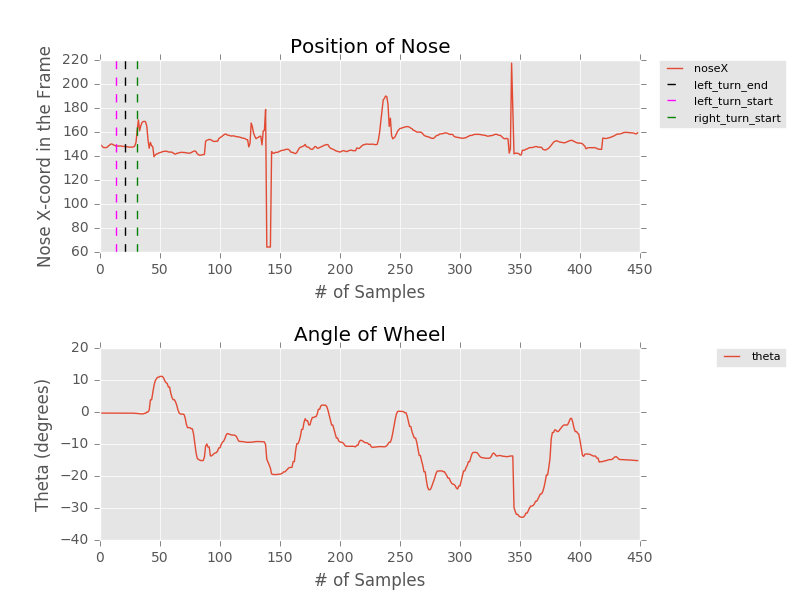 Position of Nose
Nose X-coord in the Frame
220
200
180
160
140
120
100
80
60
0 50 100 150 200 250 300 350 400 450
# of Samples
noseX
left_turn_end
left_turn_start
right_turn_start
Angle of Wheel
Theta (degrees)
20
10
0
−10
−20
−30
−40
0 50 100 150 200 250 300 350 400 450
# of Samples
theta